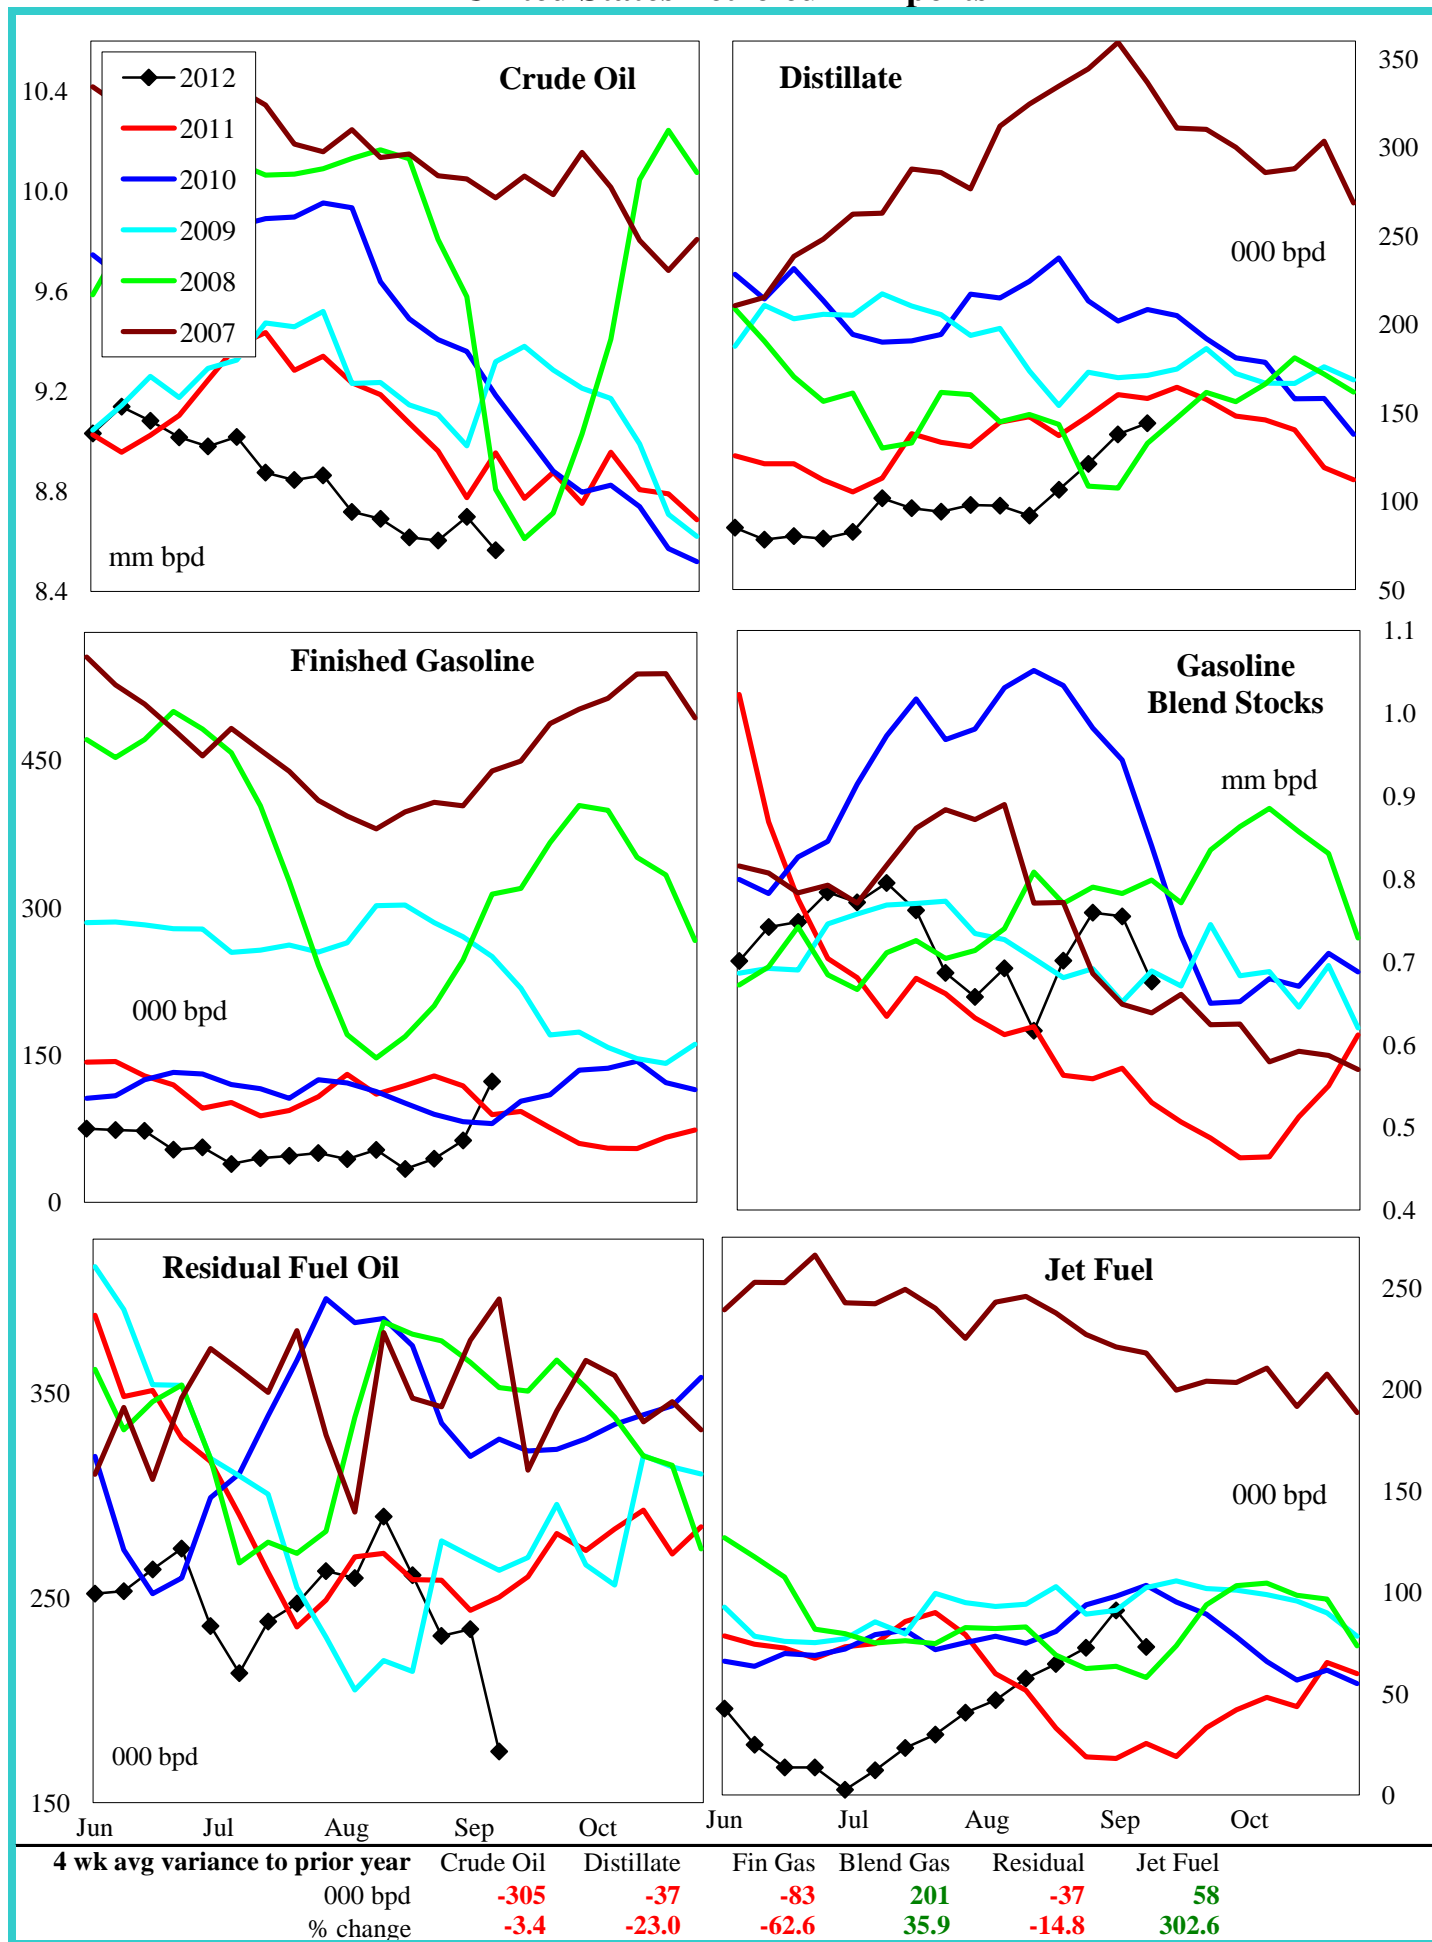 Crude Oil
10.4
10.0
9.6
9.2
8.8
8.4
2012
2011
2010
2009
2008
2007
mm bpd
Distillate
000 bpd
350
300
250
200
150
100
50
Finished Gasoline
450
300
150
0
000 bpd
Gasoline
Blend Stocks
mm bpd
1.1
1.0
0.9
0.8
0.7
0.6
0.5
0.4
Residual Fuel Oil
350
250
150
000 bpd
Jun Jul Aug Sep Oct
Jet Fuel
000 bpd
250
200
150
100
50
0
Jun Jul Aug Sep Oct
4 wk avg variance to prior year Crude Oil Distillate Fin Gas Blend Gas Residual Jet Fuel
000 bpd -305 -37 -83 201 -37 58
% change -3.4 -23.0 -62.6 35.9 -14.8 302.6